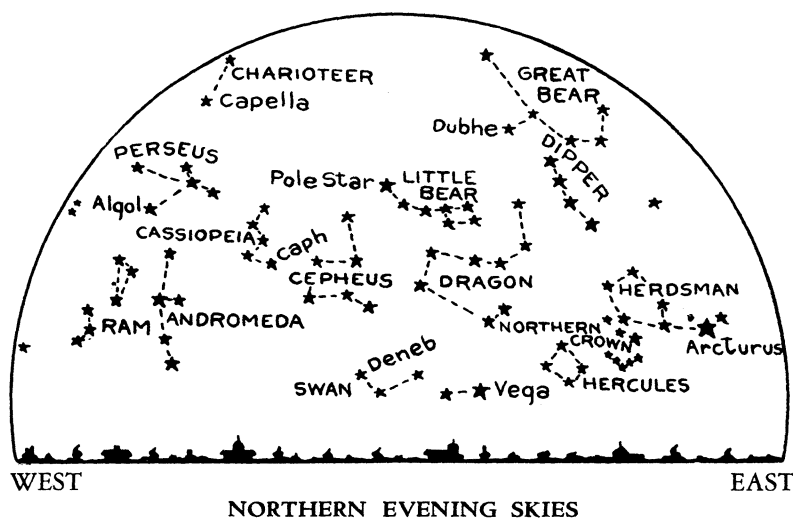 CHARIOTEER
Capella
GREAT
BEAR
Dubhe
DIPPER
PERSEUS
Algol
Pole Star
LITTLE
BEAR
CASSIOPEIA
Caph
CEPHEUS
DRAGON
HERDSMAN
RAM
ANDROMEDA
NORTHERN
CROWN
Arcturus
Deneb
SWAN
Vega
HERCULES
WEST
EAST
NORTHERN EVENING SKIES